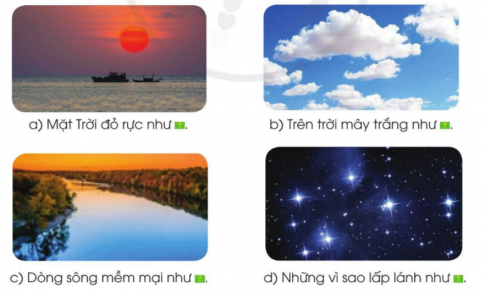 a) Mặt Trời đỏ rực như ?.
b) Trên trời mây trắng như ?.
c) Dòng sông mềm mại như ?.
d) Những vì sao lấp lánh như ?.